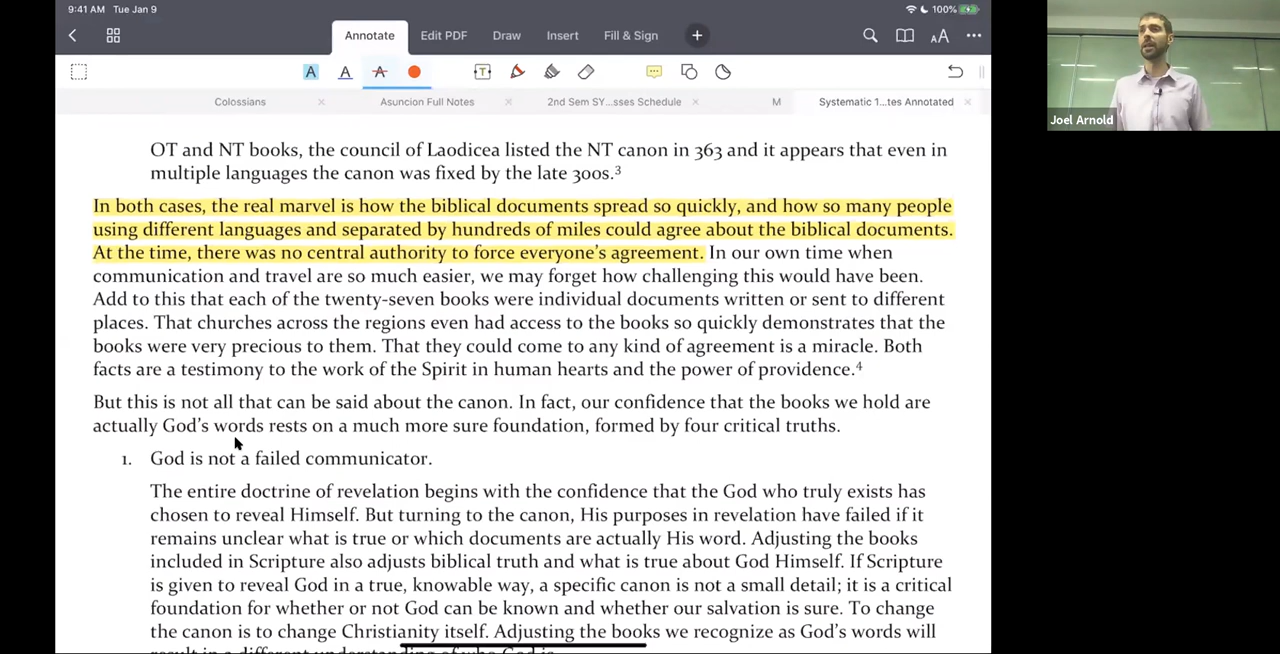 9:41 AM Tue Jan 9
100%
Annotate
Edit PDF
Draw
Insert
Fill & Sign
Colossians
Asuncion Full Notes
2nd Sem SY...sses Schedule
M
Systematic 1...tes Annotated
Joel Arnold
OT and NT books, the council of Laodicea listed the NT canon in 363 and it appears that even in
multiple languages the canon was fixed by the late 300s.³
In both cases, the real marvel is how the biblical documents spread so quickly, and how so many people
using different languages and separated by hundreds of miles could agree about the biblical documents.
At the time, there was no central authority to force everyone's agreement. In our own time when
communication and travel are so much easier, we may forget how challenging this would have been.
Add to this that each of the twenty-seven books were individual documents written or sent to different
places. That churches across the regions even had access to the books so quickly demonstrates that the
books were very precious to them. That they could come to any kind of agreement is a miracle. Both
facts are a testimony to the work of the Spirit in human hearts and the power of providence.⁴
But this is not all that can be said about the canon. In fact, our confidence that the books we hold are
actually God's words rests on a much more sure foundation, formed by four critical truths.
1. God is not a failed communicator.
The entire doctrine of revelation begins with the confidence that the God who truly exists has
chosen to reveal Himself. But turning to the canon, His purposes in revelation have failed if it
remains unclear what is true or which documents are actually His word. Adjusting the books
included in Scripture also adjusts biblical truth and what is true about God Himself. If Scripture
is given to reveal God in a true, knowable way, a specific canon is not a small detail; it is a critical
foundation for whether or not God can be known and whether our salvation is sure. To change
the canon is to change Christianity itself. Adjusting the books we recognize as God's words will
result in a different understanding of who God is.